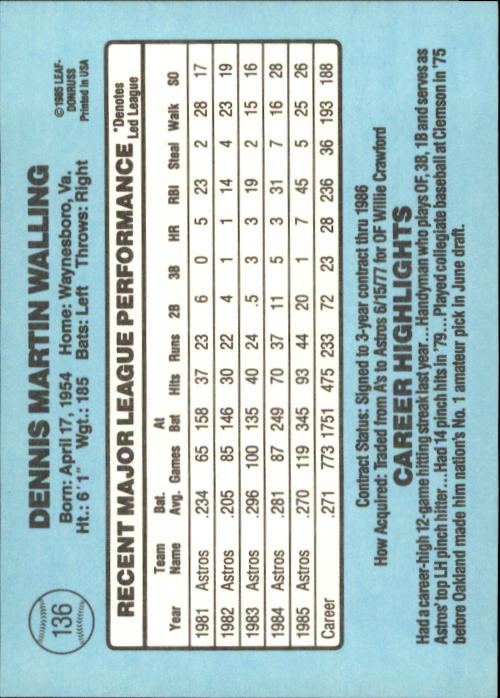 136
DENNIS MARTIN WALLING
Born: April 17, 1954 Home: Waynesboro, Va.
Ht.: 6'1" Wgt.: 185 Bats: Left Throws: Right
©1985 LEAF-
DONRUSS
Printed in USA
RECENT MAJOR LEAGUE PERFORMANCE
*Denotes
Led League
Year Team Name Bat. Avg. Games At Bat Hits Runs 2B 3B HR RBI Steal Walk SO
1981 Astros .234 65 158 37 23 6 0 5 23 2 28 17
1982 Astros .205 85 146 30 22 4 1 1 14 4 23 19
1983 Astros .296 100 135 40 24 .5 3 3 19 2 15 16
1984 Astros .281 87 249 70 37 11 5 3 31 7 16 28
1985 Astros .270 119 345 93 44 20 1 7 45 5 25 26
Career .271 773 1751 475 233 72 23 28 236 36 193 188
Contract Status: Signed to 3-year contract thru 1986
How Acquired: Traded from A's to Astros 6/15/77 for OF Willie Crawford
CAREER HIGHLIGHTS
Had a career-high 12-game hitting streak last year...Handyman who plays OF, 3B, 1B and serves as
Astros' top LH pinch hitter...Had 14 pinch hits in '79...Played collegiate baseball at Clemson in '75
before Oakland made him nation's No. 1 amateur pick in June draft.